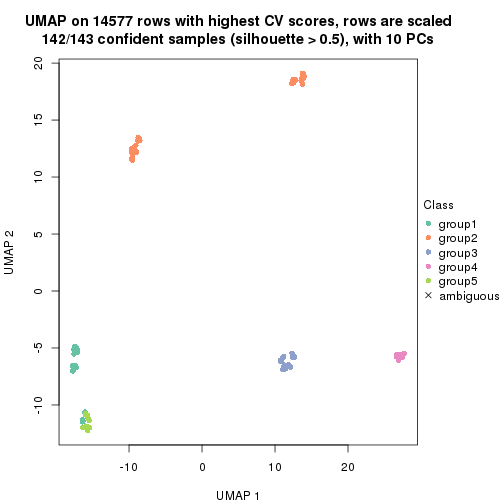 UMAP on 14577 rows with highest CV scores, rows are scaled
142/143 confident samples (silhouette > 0.5), with 10 PCs
20
15
10
5
0
-5
-10
UMAP 2
-10
0
10
20
UMAP 1
Class
group1
group2
group3
group4
group5
ambiguous